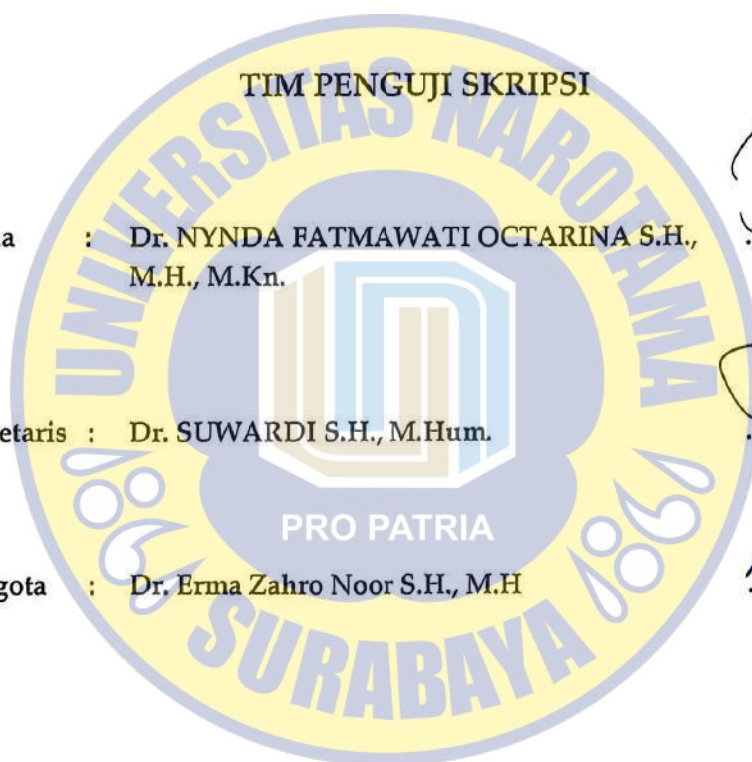 TIM PENGUJI SKRIPSI
UNIVERSITAS NAROTAMA
a : Dr. NYNDA FATMAWATI OCTARINA S.H.,
M.H., M.Kn.
etaris : Dr. SUWARDI S.H., M.Hum.
PRO PATRIA
gota : Dr. Erma Zahro Noor S.H., M.H
SURABAYA